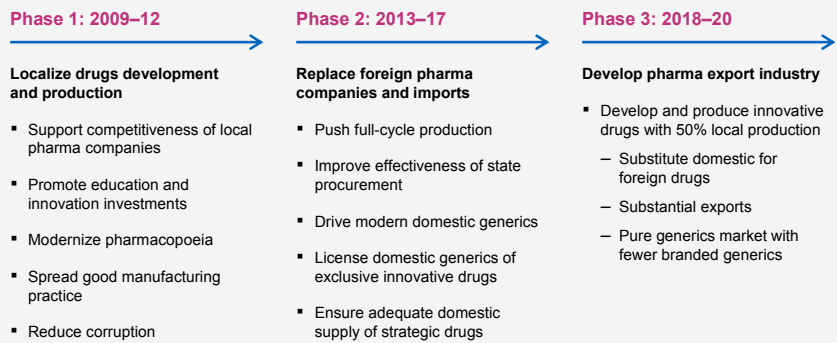 Phase 1: 2009–12
Localize drugs development
and production
▪ Support competitiveness of local
pharma companies
▪ Promote education and
innovation investments
▪ Modernize pharmacopoeia
▪ Spread good manufacturing
practice
▪ Reduce corruption
Phase 2: 2013–17
Replace foreign pharma
companies and imports
▪ Push full-cycle production
▪ Improve effectiveness of state
procurement
▪ Drive modern domestic generics
▪ License domestic generics of
exclusive innovative drugs
▪ Ensure adequate domestic
supply of strategic drugs
Phase 3: 2018–20
Develop pharma export industry
▪ Develop and produce innovative
drugs with 50% local production
– Substitute domestic for
foreign drugs
– Substantial exports
– Pure generics market with
fewer branded generics